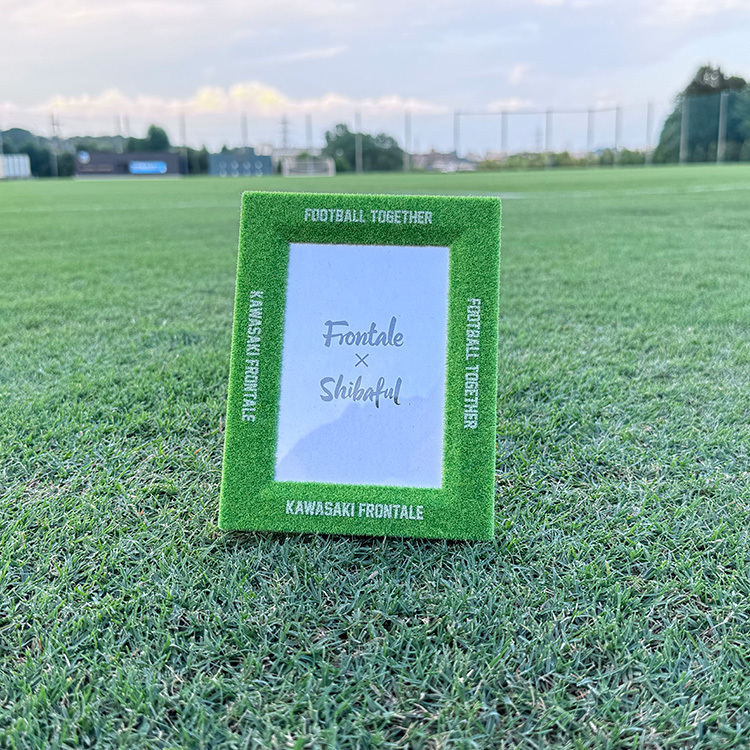 FOOTBALL TOGETHER
KAWASAKI FRONTALE
Frontale
×
Shibaful
FOOTBALL TOGETHER
KAWASAKI FRONTALE